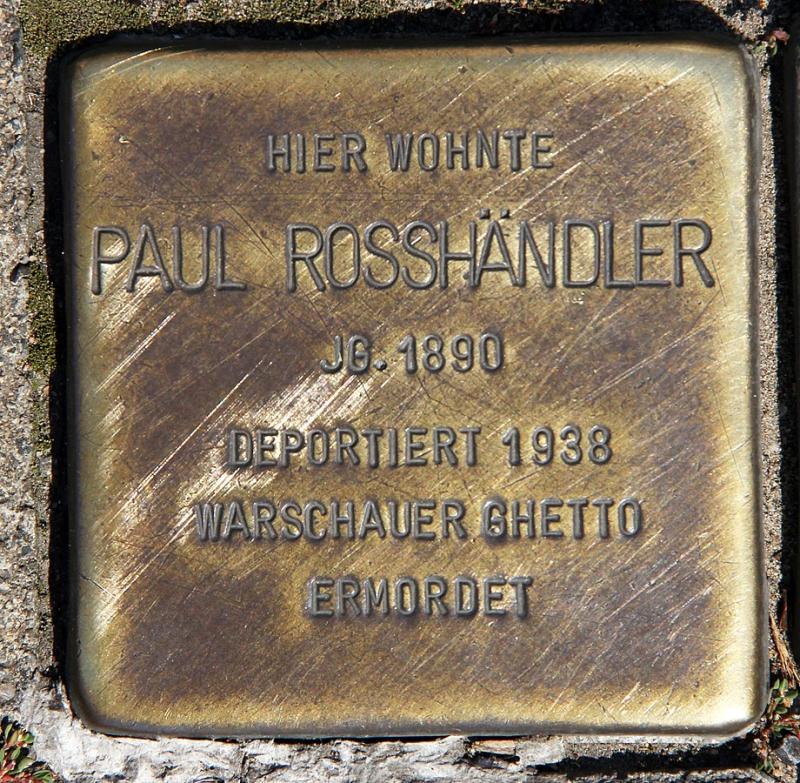 HIER WOHNTE
PAUL ROSSHÄNDLER
JG. 1890
DEPORTIERT 1938
WARSCHAUER GHETTO
ERMORDET